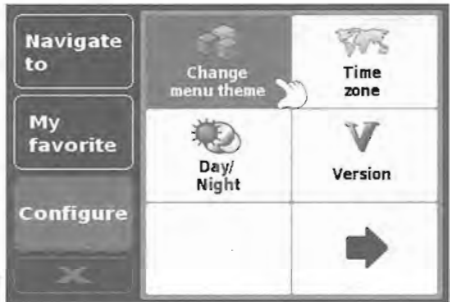 Navigate
to
My
favorite
Configure
Change
menu theme
Time
zone
Day/
Night
V
Version